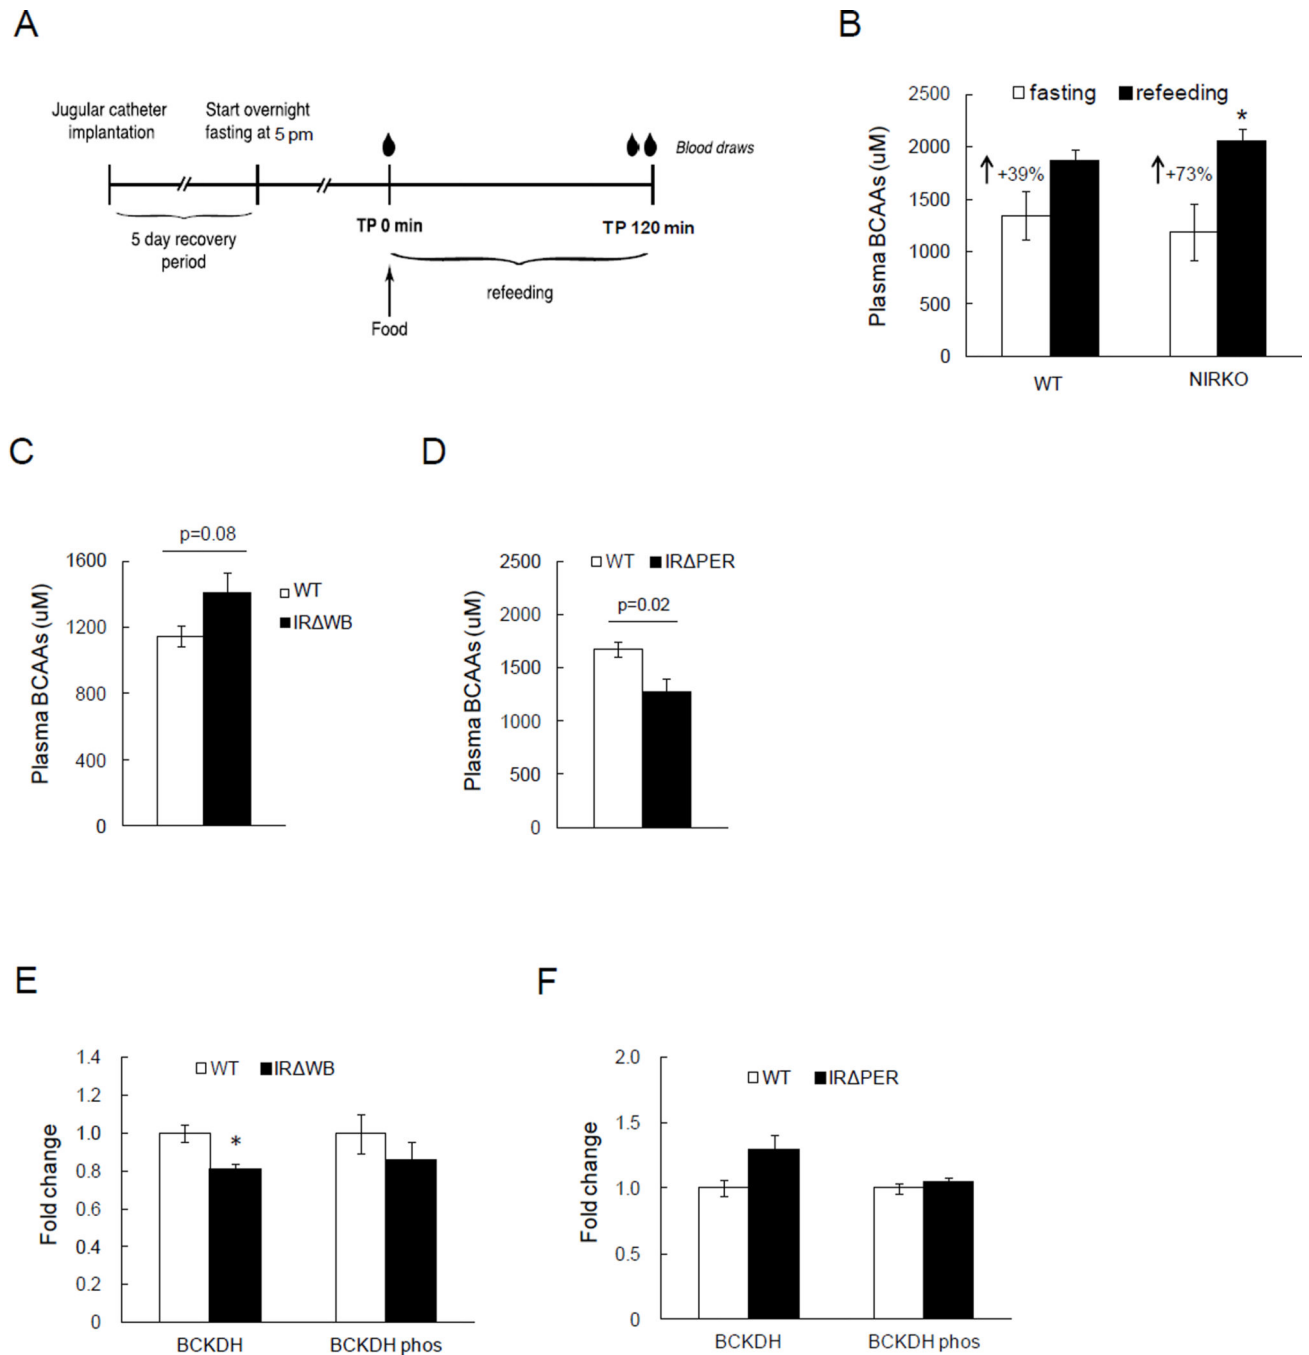 A
Jugular catheter
implantation
Start overnight
fasting at 5 pm
Blood draws
5 day recovery
period
TP 0 min
TP 120 min
refeeding
Food
B
fasting refeeding
Plasma BCAAs (uM)
2500
2000
1500
1000
500
0
+39%
+73%
*
WT NIRKO
C
p=0.08
Plasma BCAAs (uM)
1600
1200
800
400
0
WT
IRΔWB
D
WT IRΔPER
p=0.02
Plasma BCAAs (uM)
2500
2000
1500
1000
500
0
E
WT IRΔWB
Fold change
1.4
1.2
1.0
0.8
0.6
0.4
0.2
0
*
BCKDH BCKDH phos
F
WT IRΔPER
Fold change
2.0
1.5
1.0
0.5
0
BCKDH BCKDH phos